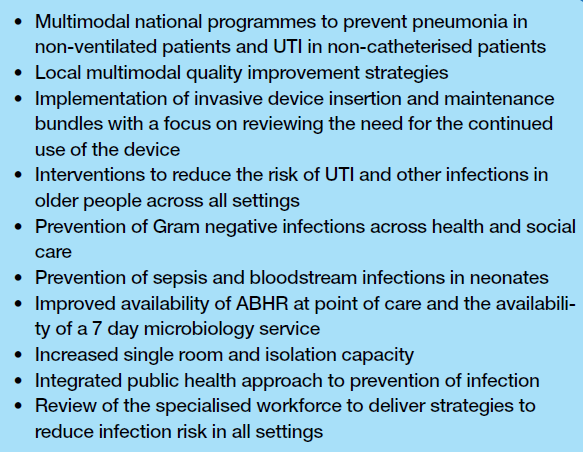 • Multimodal national programmes to prevent pneumonia in
non-ventilated patients and UTI in non-catheterised patients
• Local multimodal quality improvement strategies
• Implementation of invasive device insertion and maintenance
bundles with a focus on reviewing the need for the continued
use of the device
• Interventions to reduce the risk of UTI and other infections in
older people across all settings
• Prevention of Gram negative infections across health and social
care
• Prevention of sepsis and bloodstream infections in neonates
• Improved availability of ABHR at point of care and the availabili-
ty of a 7 day microbiology service
• Increased single room and isolation capacity
• Integrated public health approach to prevention of infection
• Review of the specialised workforce to deliver strategies to
reduce infection risk in all settings